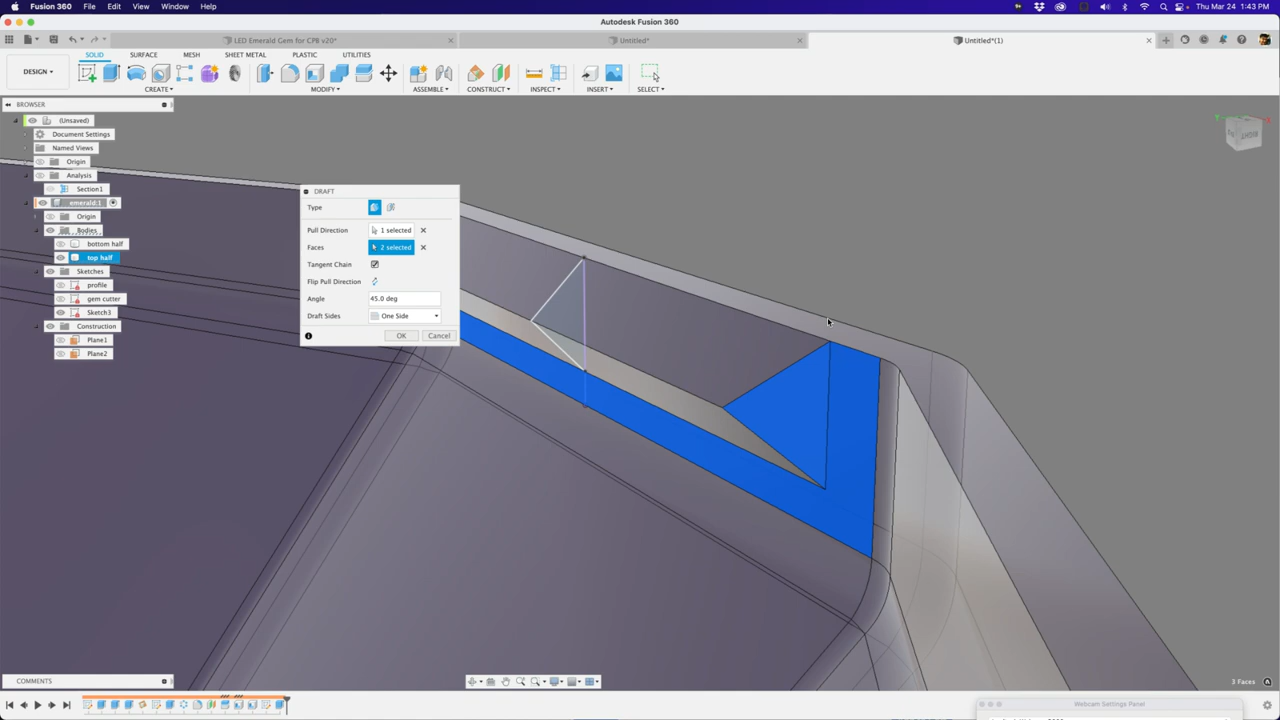 Fusion 360 File Edit View Window Help Thu Mar 24 1:43 PM
Autodesk Fusion 360
LED Emerald Gem for CPB v20* Untitled* Untitled*(1)
SOLID SURFACE MESH SHEET METAL PLASTIC UTILITIES
DESIGN
CREATE MODIFY ASSEMBLE CONSTRUCT INSPECT INSERT SELECT
BROWSER
(Unsaved)
Document Settings
Named Views
Origin
Analysis
Section1
emerald:1
Origin
Bodies
bottom half
top half
Sketches
profile
gem cutter
Sketch3
Construction
Plane1
Plane2
DRAFT
Type
Pull Direction 1 selected
Faces 2 selected
Tangent Chain
Flip Pull Direction
Angle 45.0 deg
Draft Sides One Side
OK Cancel
RIGHT
COMMENTS
3 Faces
Webcam Settings Panel